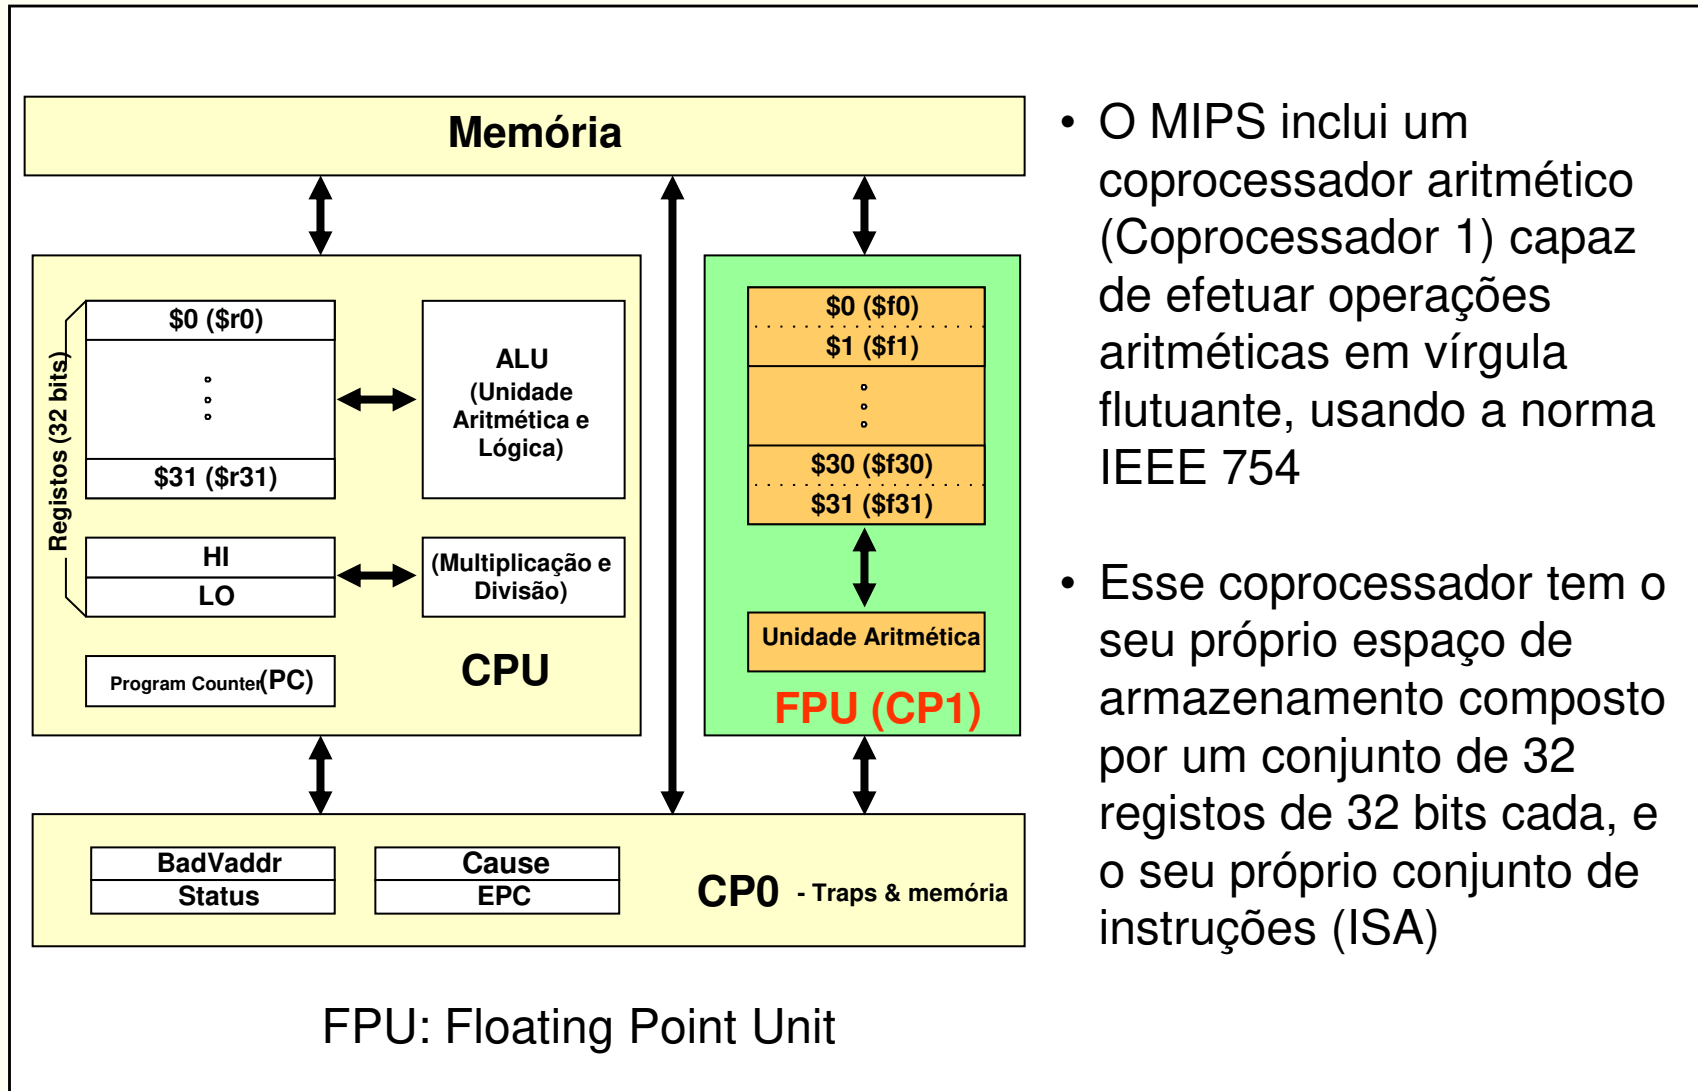 Memória
Registos (32 bits)
$0 ($r0)
$31 ($r31)
HI
LO
ALU
(Unidade
Aritmética e
Lógica)
(Multiplicação e
Divisão)
Program Counter(PC)
CPU
$0 ($f0)
$1 ($f1)
$30 ($f30)
$31 ($f31)
Unidade Aritmética
FPU (CP1)
BadVaddr
Status
Cause
EPC
CP0 - Traps & memória
FPU: Floating Point Unit
• O MIPS inclui um
coprocessador aritmético
(Coprocessador 1) capaz
de efetuar operações
aritméticas em vírgula
flutuante, usando a norma
IEEE 754
• Esse coprocessador tem o
seu próprio espaço de
armazenamento composto
por um conjunto de 32
registos de 32 bits cada, e
o seu próprio conjunto de
instruções (ISA)